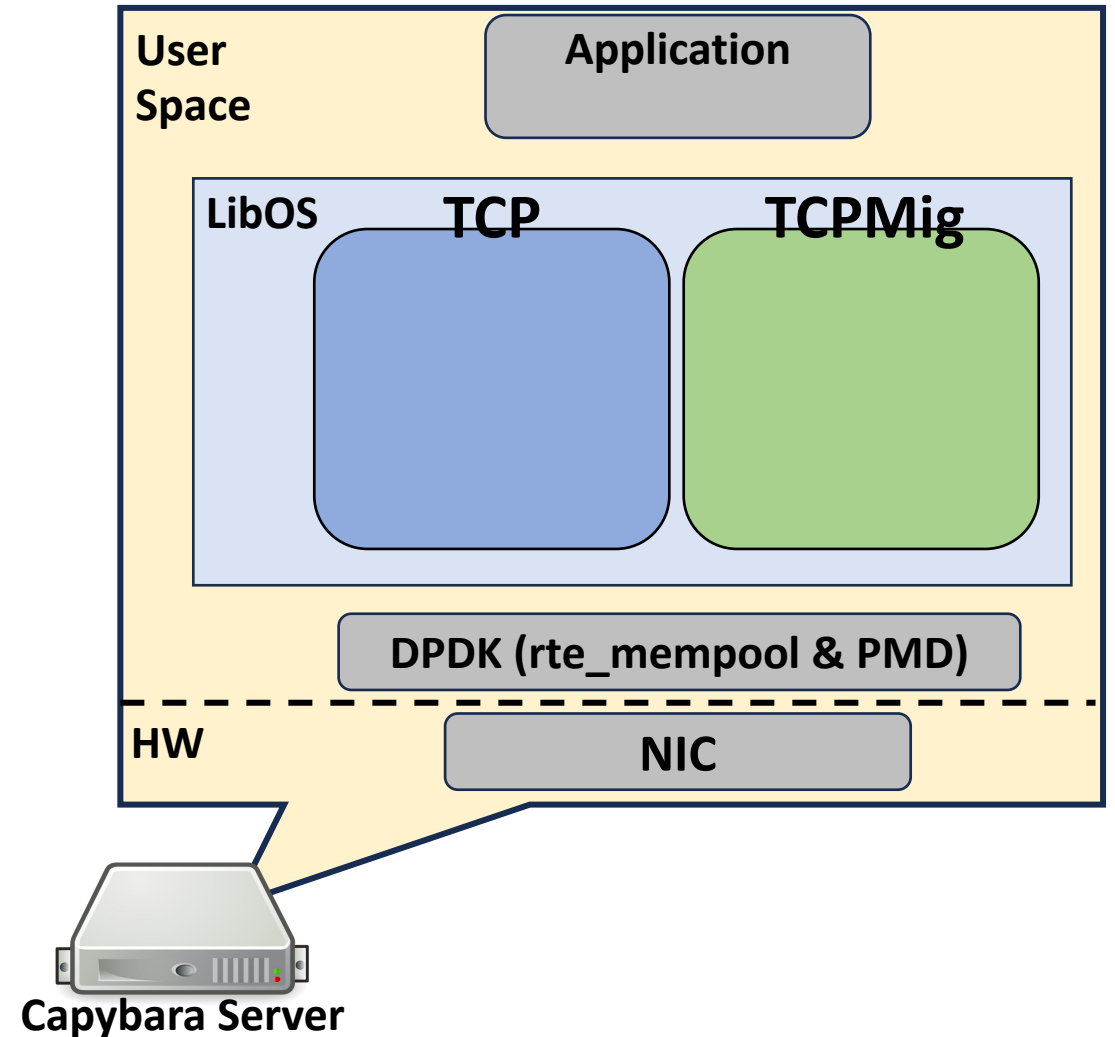 User
Space
Application
LibOS
TCP
TCPMig
DPDK (rte_mempool & PMD)
HW
NIC
Capybara Server